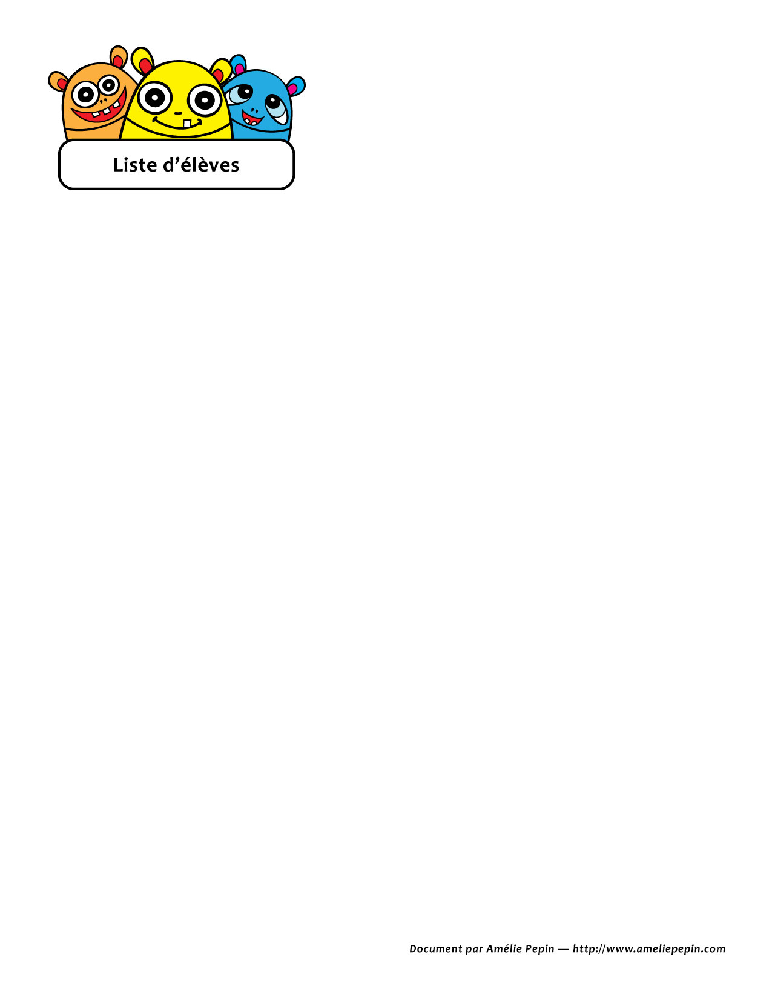 Liste d’élèves
Document par Amélie Pepin — http://www.ameliepepin.com